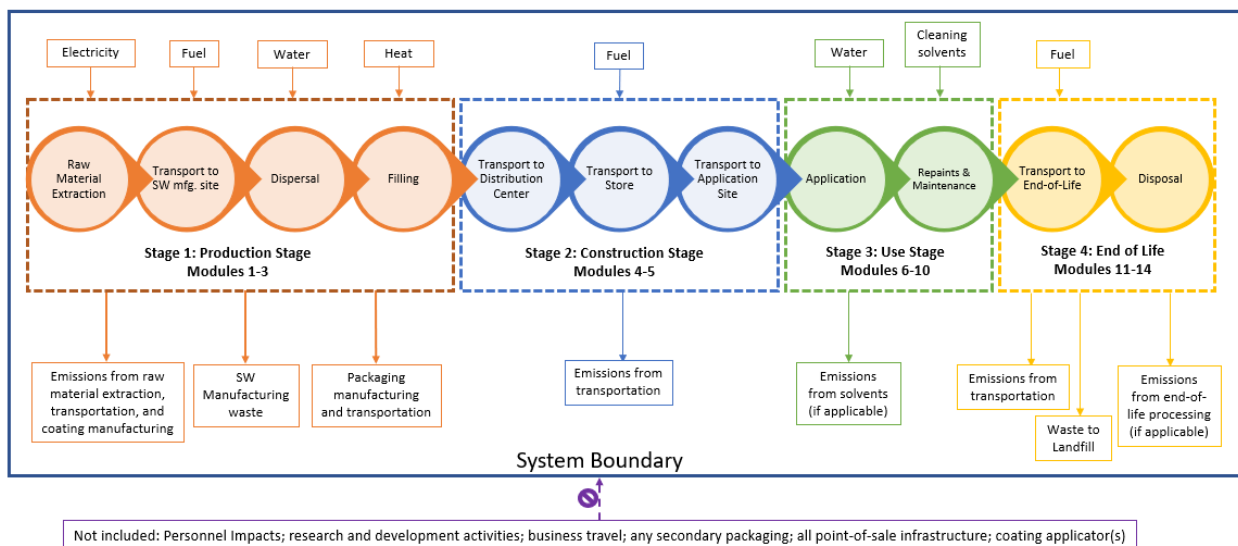 Electricity
Fuel
Water
Heat
Fuel
Water
Cleaning
solvents
Fuel
Raw
Material
Extraction
Transport to
SW mfg. site
Dispersal
Filling
Transport to
Distribution
Center
Transport to
Store
Transport to
Application
Site
Application
Repaints &
Maintenance
Transport to
End-of-Life
Disposal
Stage 1: Production Stage
Modules 1-3
Stage 2: Construction Stage
Modules 4-5
Stage 3: Use Stage
Modules 6-10
Stage 4: End of Life
Modules 11-14
Emissions from raw
material extraction,
transportation, and
coating manufacturing
SW
Manufacturing
waste
Packaging
manufacturing
and transportation
Emissions from
transportation
Emissions
from solvents
(if applicable)
Emissions from
transportation
Waste to
Landfill
Emissions
from end-of-
life processing
(if applicable)
System Boundary
Not included: Personnel Impacts; research and development activities; business travel; any secondary packaging; all point-of-sale infrastructure; coating applicator(s)